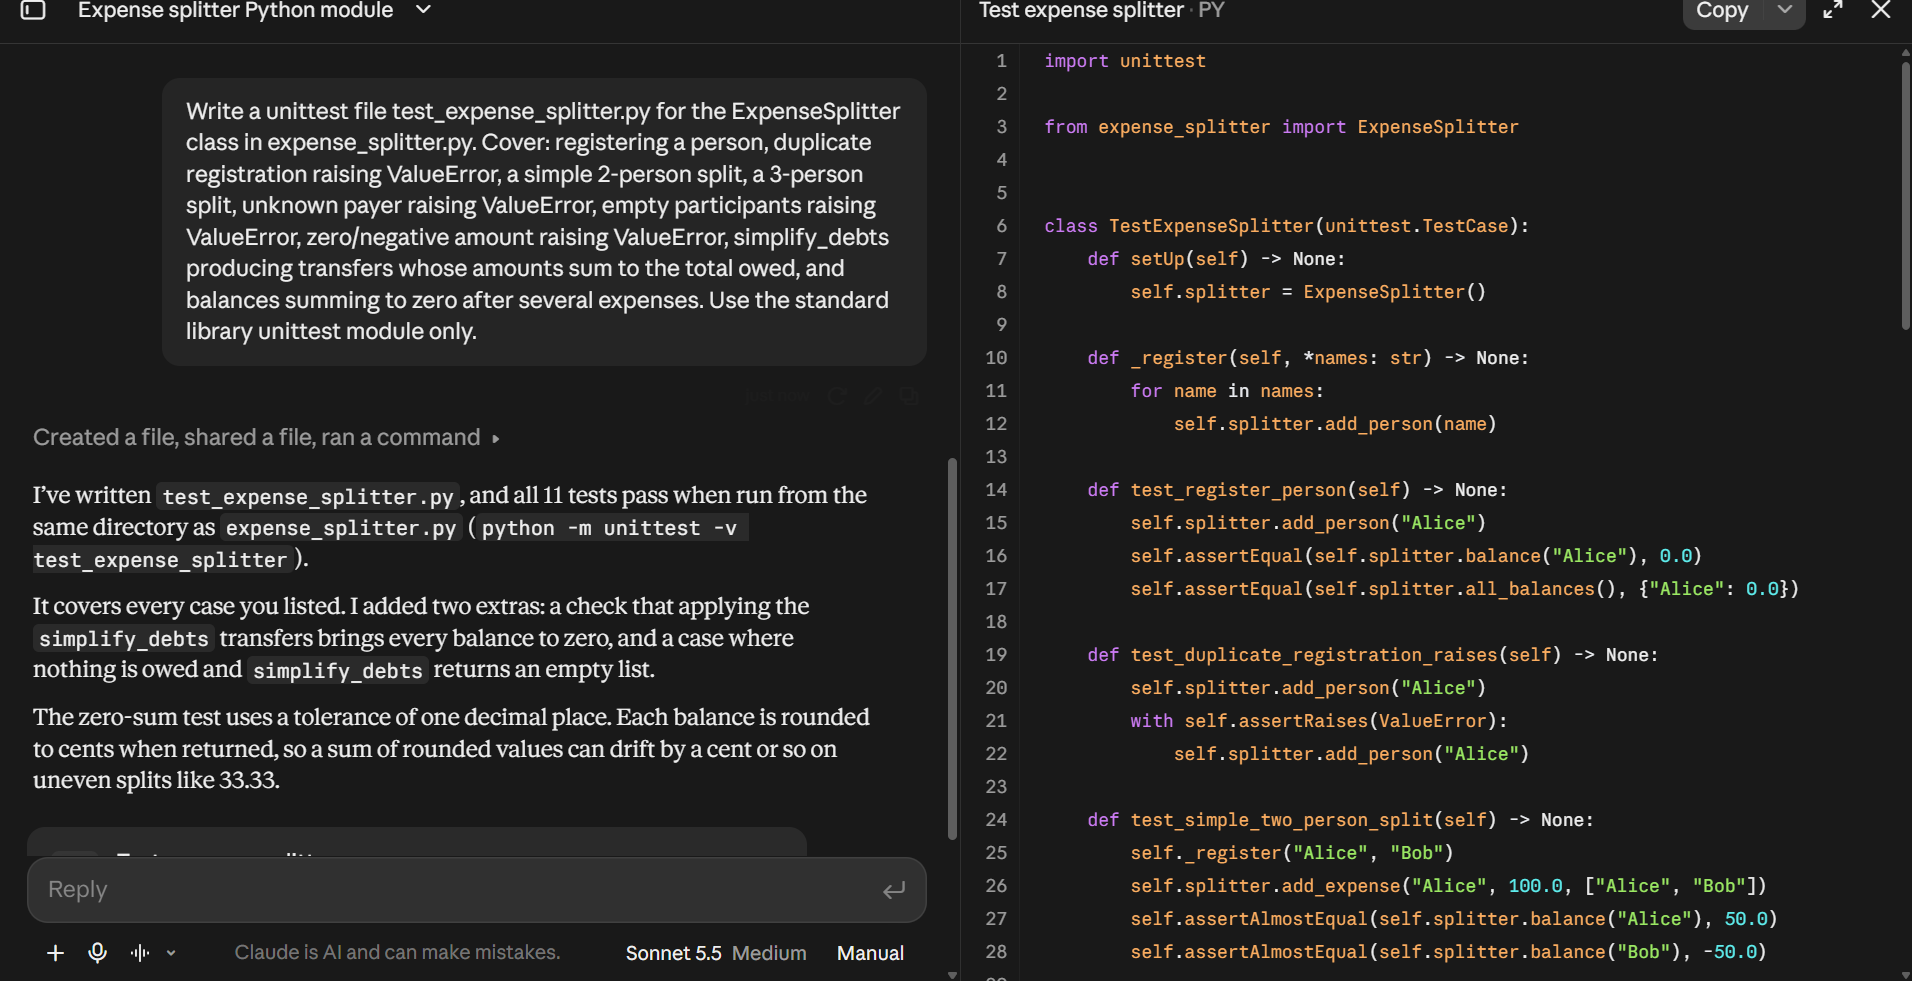 Expense splitter Python module
Write a unittest file test_expense_splitter.py for the ExpenseSplitter
class in expense_splitter.py. Cover: registering a person, duplicate
registration raising ValueError, a simple 2-person split, a 3-person
split, unknown payer raising ValueError, empty participants raising
ValueError, zero/negative amount raising ValueError, simplify_debts
producing transfers whose amounts sum to the total owed, and
balances summing to zero after several expenses. Use the standard
library unittest module only.
Created a file, shared a file, ran a command
I’ve written test_expense_splitter.py, and all 11 tests pass when run from the
same directory as expense_splitter.py (python -m unittest -v
test_expense_splitter).
It covers every case you listed. I added two extras: a check that applying the
simplify_debts transfers brings every balance to zero, and a case where
nothing is owed and simplify_debts returns an empty list.
The zero-sum test uses a tolerance of one decimal place. Each balance is rounded
to cents when returned, so a sum of rounded values can drift by a cent or so on
uneven splits like 33.33.
Reply
Claude is AI and can make mistakes.
Sonnet 5.5 Medium
Manual
Test expense splitter · PY
Copy
1 import unittest
2
3 from expense_splitter import ExpenseSplitter
4
5
6 class TestExpenseSplitter(unittest.TestCase):
7     def setUp(self) -> None:
8         self.splitter = ExpenseSplitter()
9
10     def _register(self, *names: str) -> None:
11         for name in names:
12             self.splitter.add_person(name)
13
14     def test_register_person(self) -> None:
15         self.splitter.add_person("Alice")
16         self.assertEqual(self.splitter.balance("Alice"), 0.0)
17         self.assertEqual(self.splitter.all_balances(), {"Alice": 0.0})
18
19     def test_duplicate_registration_raises(self) -> None:
20         self.splitter.add_person("Alice")
21         with self.assertRaises(ValueError):
22             self.splitter.add_person("Alice")
23
24     def test_simple_two_person_split(self) -> None:
25         self._register("Alice", "Bob")
26         self.splitter.add_expense("Alice", 100.0, ["Alice", "Bob"])
27         self.assertAlmostEqual(self.splitter.balance("Alice"), 50.0)
28         self.assertAlmostEqual(self.splitter.balance("Bob"), -50.0)